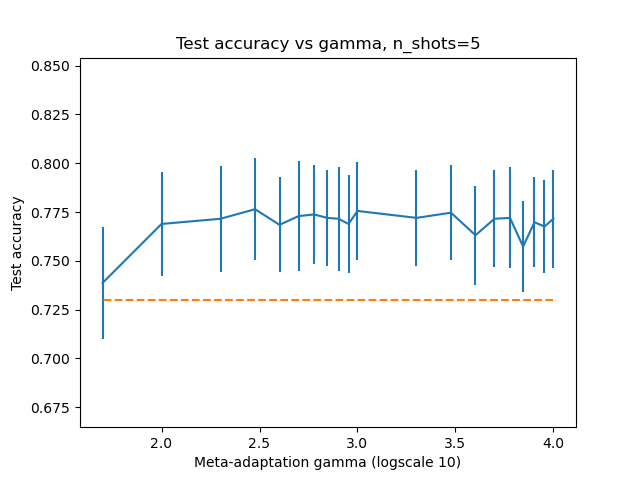 Test accuracy vs gamma, n_shots=5
Test accuracy
0.850
0.825
0.800
0.775
0.750
0.725
0.700
0.675
2.0 2.5 3.0 3.5 4.0
Meta-adaptation gamma (logscale 10)